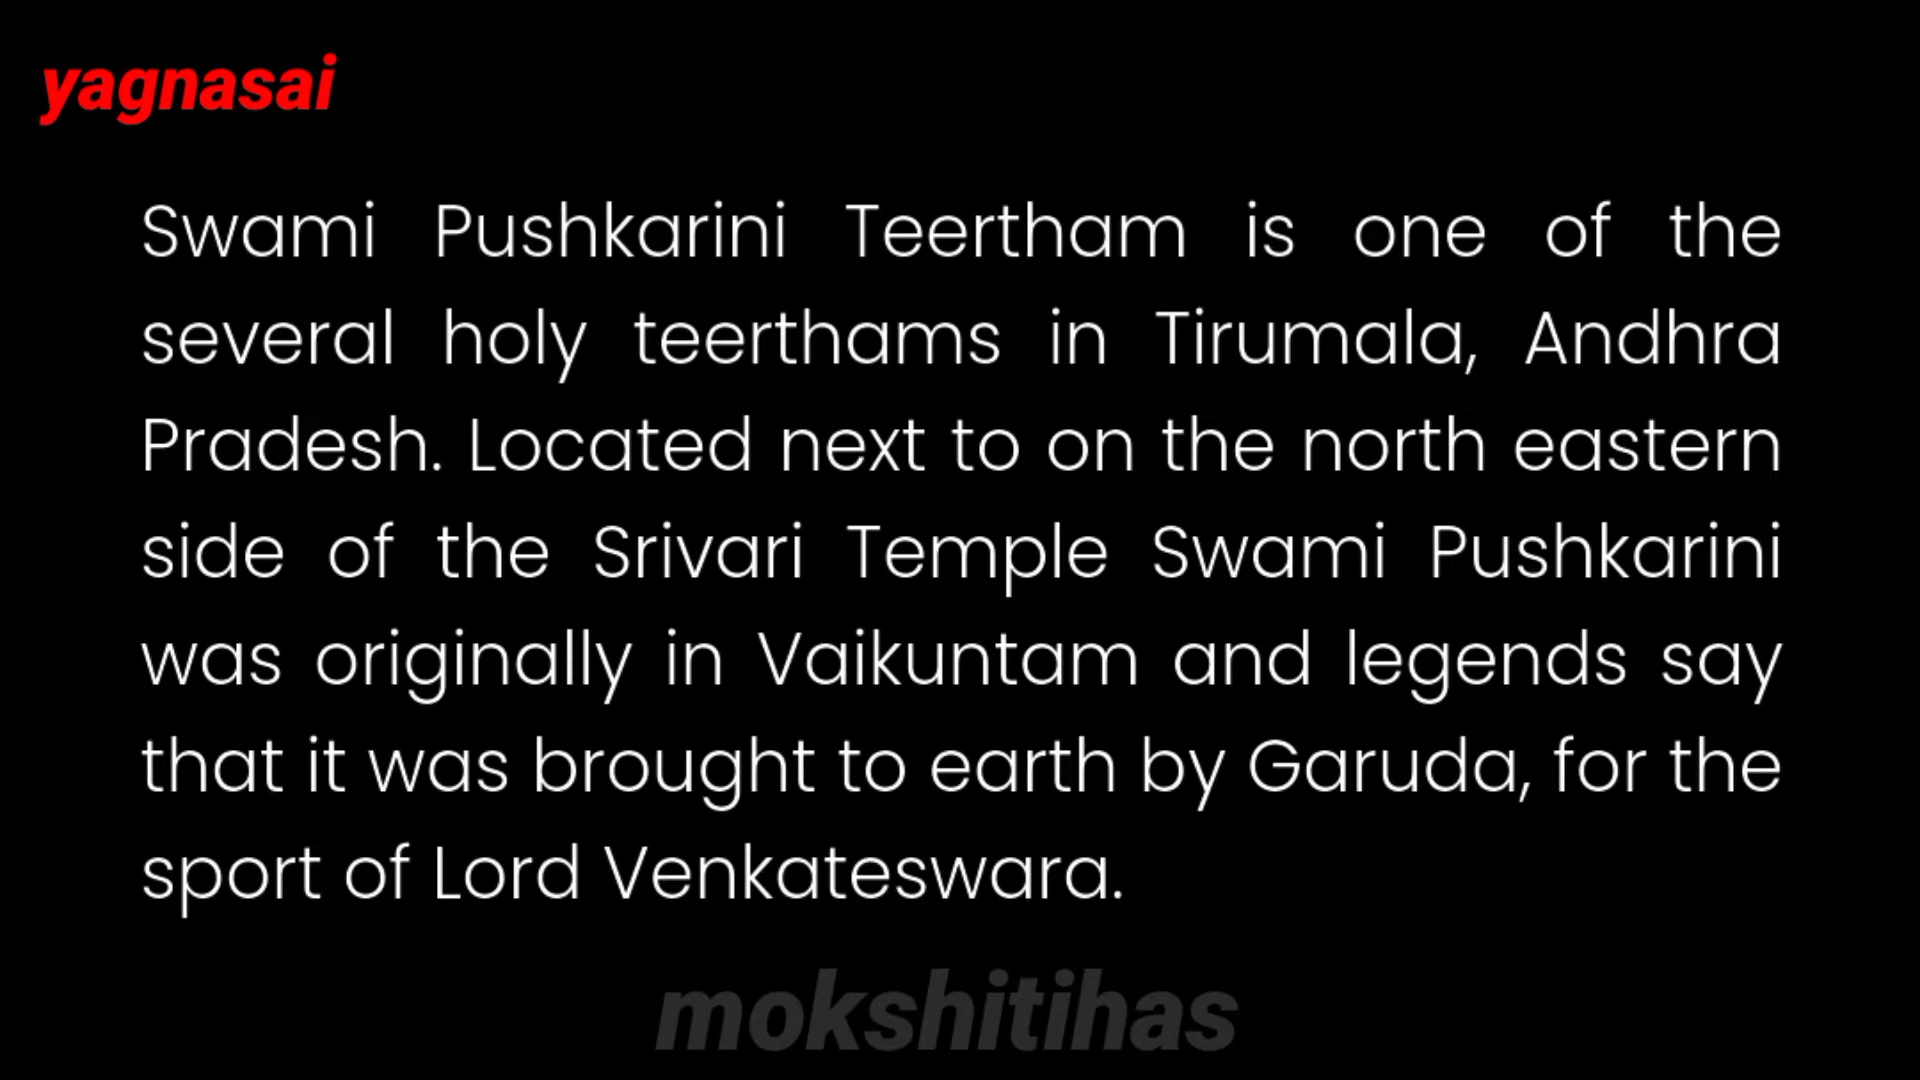 yagnasai
Swami Pushkarini Teertham is one of the
several holy teerthams in Tirumala, Andhra
Pradesh. Located next to on the north eastern
side of the Srivari Temple Swami Pushkarini
was originally in Vaikuntam and legends say
that it was brought to earth by Garuda, for the
sport of Lord Venkateswara.
mokshitihas